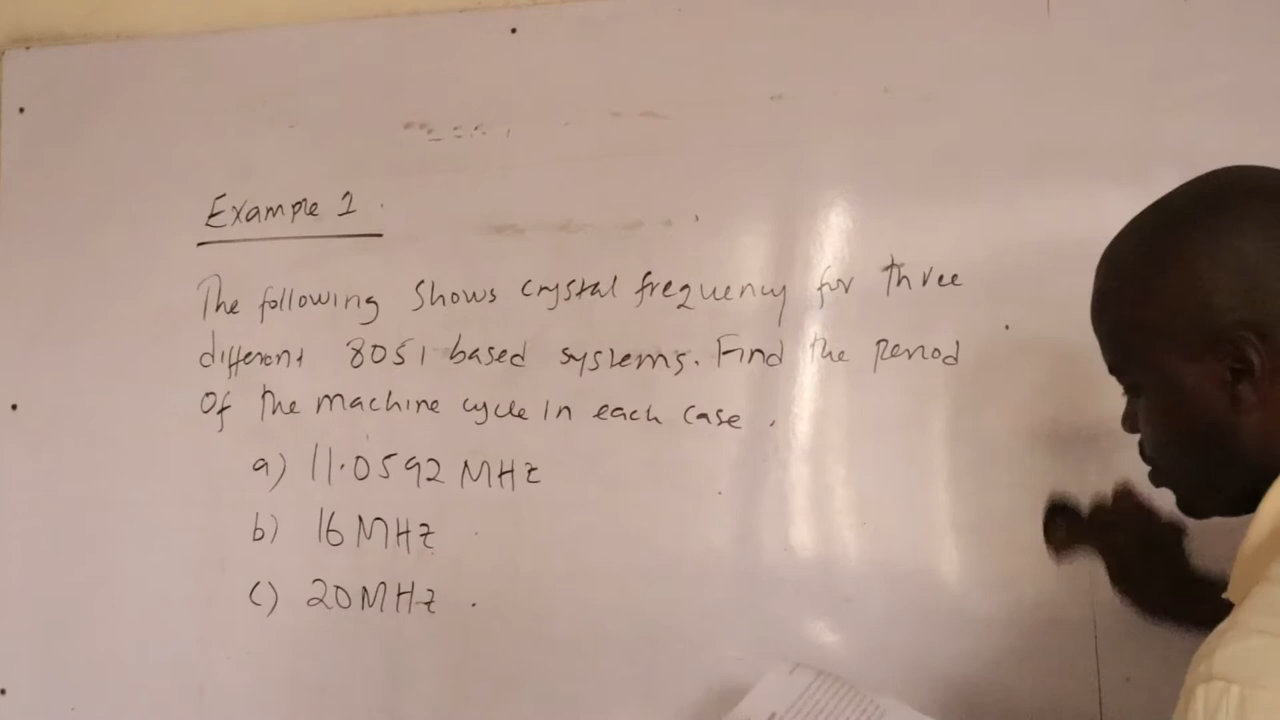 Example 1.
The following shows crystal frequency for three
different 8051 based systems. Find the period
of the machine cycle in each case.
a) 11.0592 MHz
b) 16 MHz
c) 20 MHz.